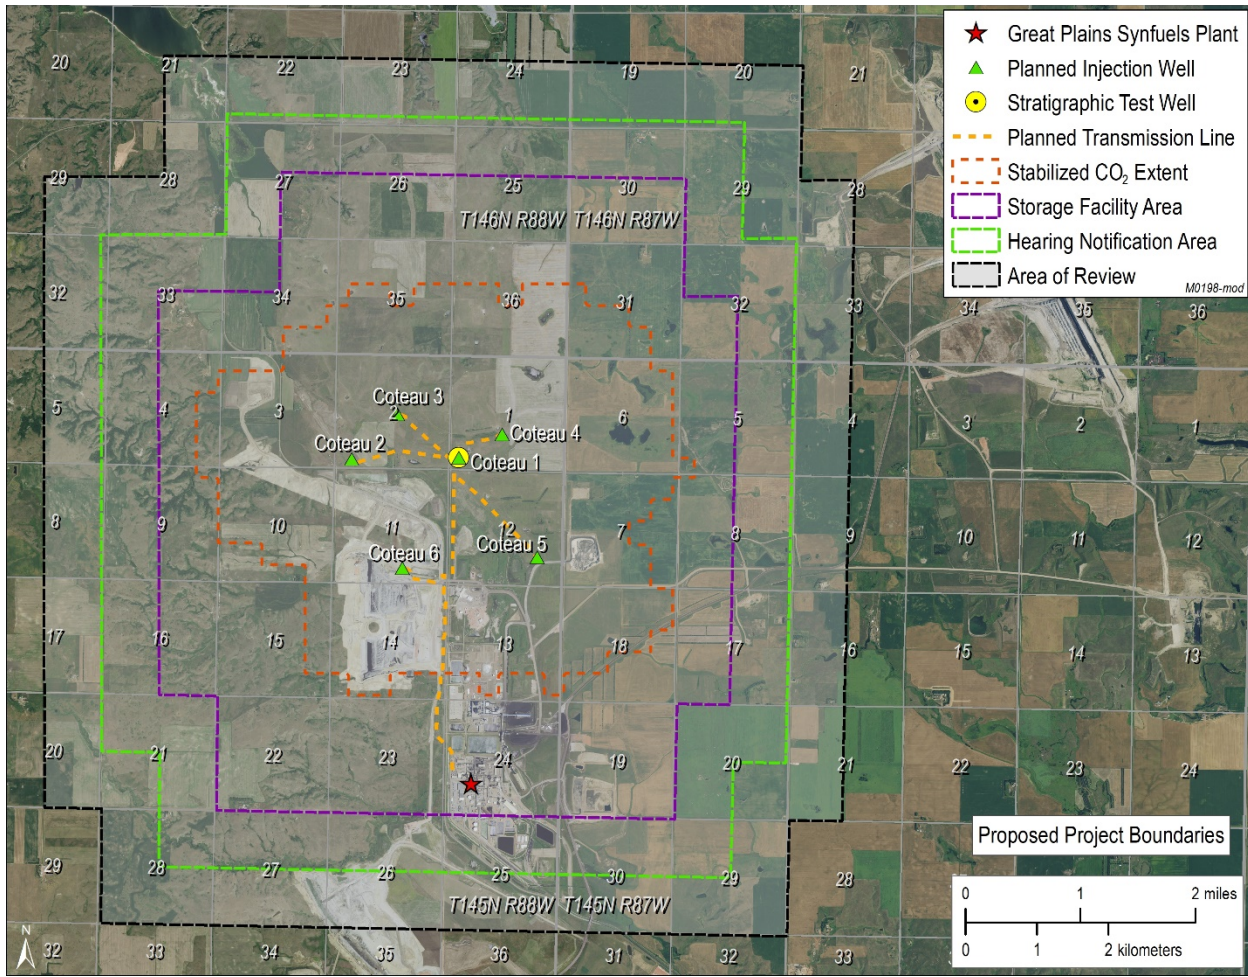 Great Plains Synfuels Plant
Planned Injection Well
Stratigraphic Test Well
Planned Transmission Line
Stabilized CO2 Extent
Storage Facility Area
Hearing Notification Area
Area of Review
M0198-mod
20 21 22 23 24 19 20 21
29 28 27 26 25 30 29 28
T146N R88W T146N R87W
32 33 34 35 36 31 32 33 34 35 36
5 4 3 2 1 6 5 4 3 2 1
Coteau 3
Coteau 4
Coteau 2
Coteau 1
8 9 10 11 12 7 8 9 10 11 12
Coteau 5
Coteau 6
17 16 15 14 13 18 17 16 15 14 13
20 21 22 23 24 19 20 21 22 23 24
Proposed Project Boundaries
29 28 27 26 25 30 29 28
T145N R88W T145N R87W
0 1 2 miles
0 1 2 kilometers
N
32 33 34 35 36 31 32 33 34 35 36